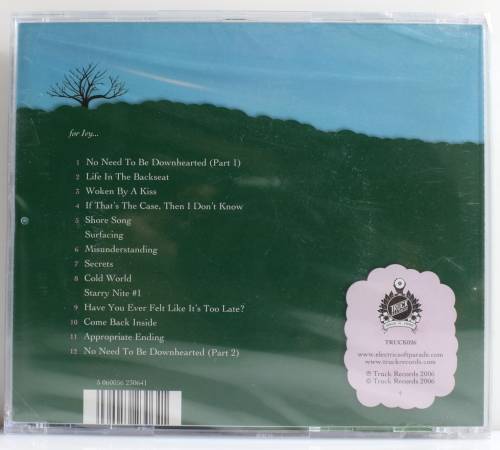 for Ivy...
1 No Need To Be Downhearted (Part 1)
2 Life In The Backseat
3 Woken By A Kiss
4 If That's The Case, Then I Don't Know
5 Shore Song
Surfacing
6 Misunderstanding
7 Secrets
8 Cold World
Starry Nite #1
9 Have You Ever Felt Like It's Too Late?
10 Come Back Inside
11 Appropriate Ending
12 No Need To Be Downhearted (Part 2)
5 060056 230641
TRUCK
TRUCK026
www.electricsoftparade.com
www.truckrecords.com
℗ Truck Records 2006
© Truck Records 2006